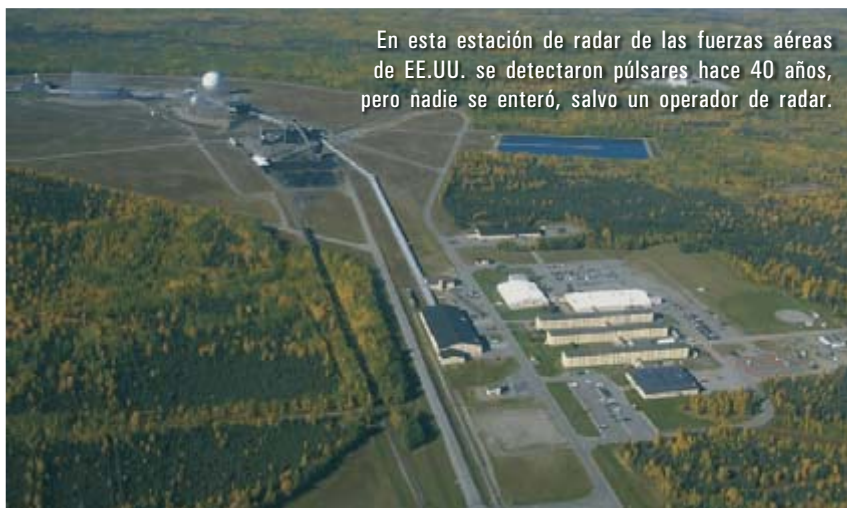 En esta estación de radar de las fuerzas aéreas
de EE.UU. se detectaron púlsares hace 40 años,
pero nadie se enteró, salvo un operador de radar.